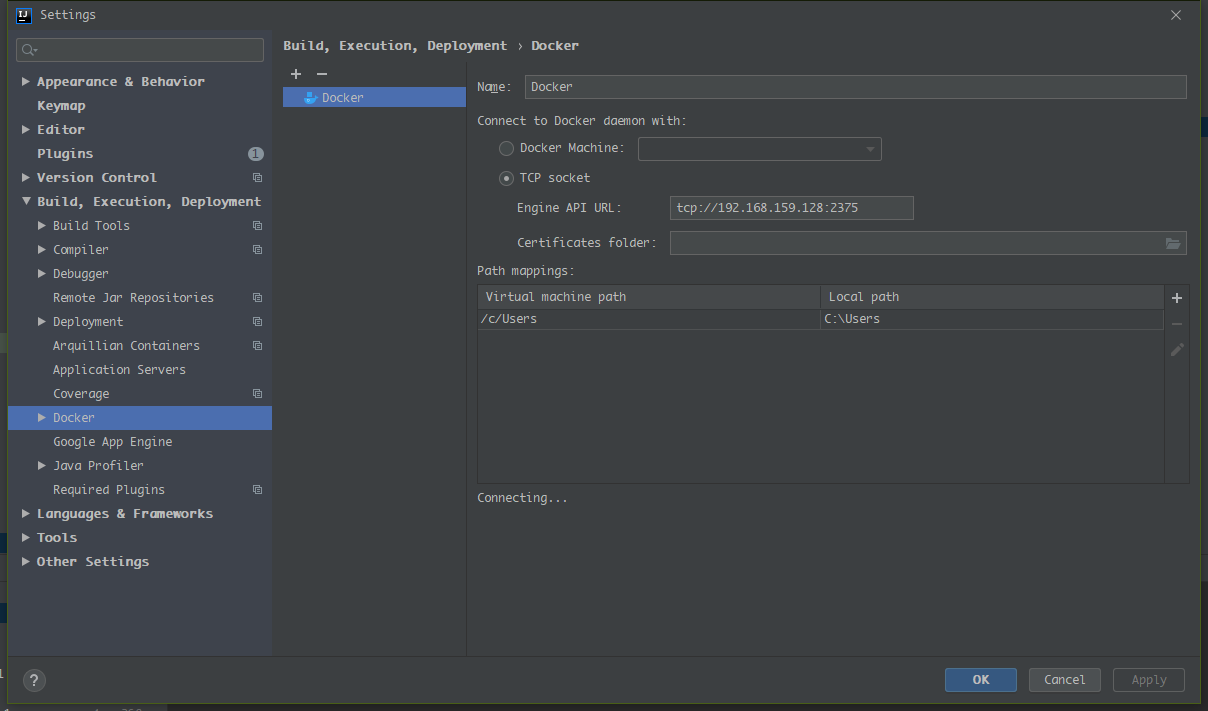 IJ Settings
Build, Execution, Deployment › Docker
Appearance & Behavior
Keymap
Editor
Plugins 1
Version Control
Build, Execution, Deployment
Build Tools
Compiler
Debugger
Remote Jar Repositories
Deployment
Arquillian Containers
Application Servers
Coverage
Docker
Google App Engine
Java Profiler
Required Plugins
Languages & Frameworks
Tools
Other Settings
+ −
Docker
Name: Docker
Connect to Docker daemon with:
Docker Machine:
TCP socket
Engine API URL: tcp://192.168.159.128:2375
Certificates folder:
Path mappings:
Virtual machine path Local path
/c/Users C:\Users
Connecting...
? OK Cancel Apply